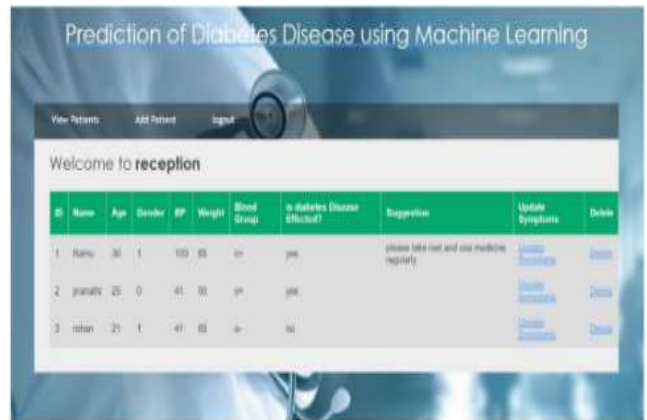 Prediction of Diabetes Disease using Machine Learning
View Patients Add Patient logout
Welcome to reception
ID Name Age Gender BP Weight Blood Group Is diabetes Disease Effected? Suggestion Update Symptoms Delete
1 Ramu 30 1 103 yes please take rest and use medicine regularly Update Symptoms Delete
2 25 0 41 yes Update Symptoms Delete
3 rohan 21 1 41 no Update Symptoms Delete